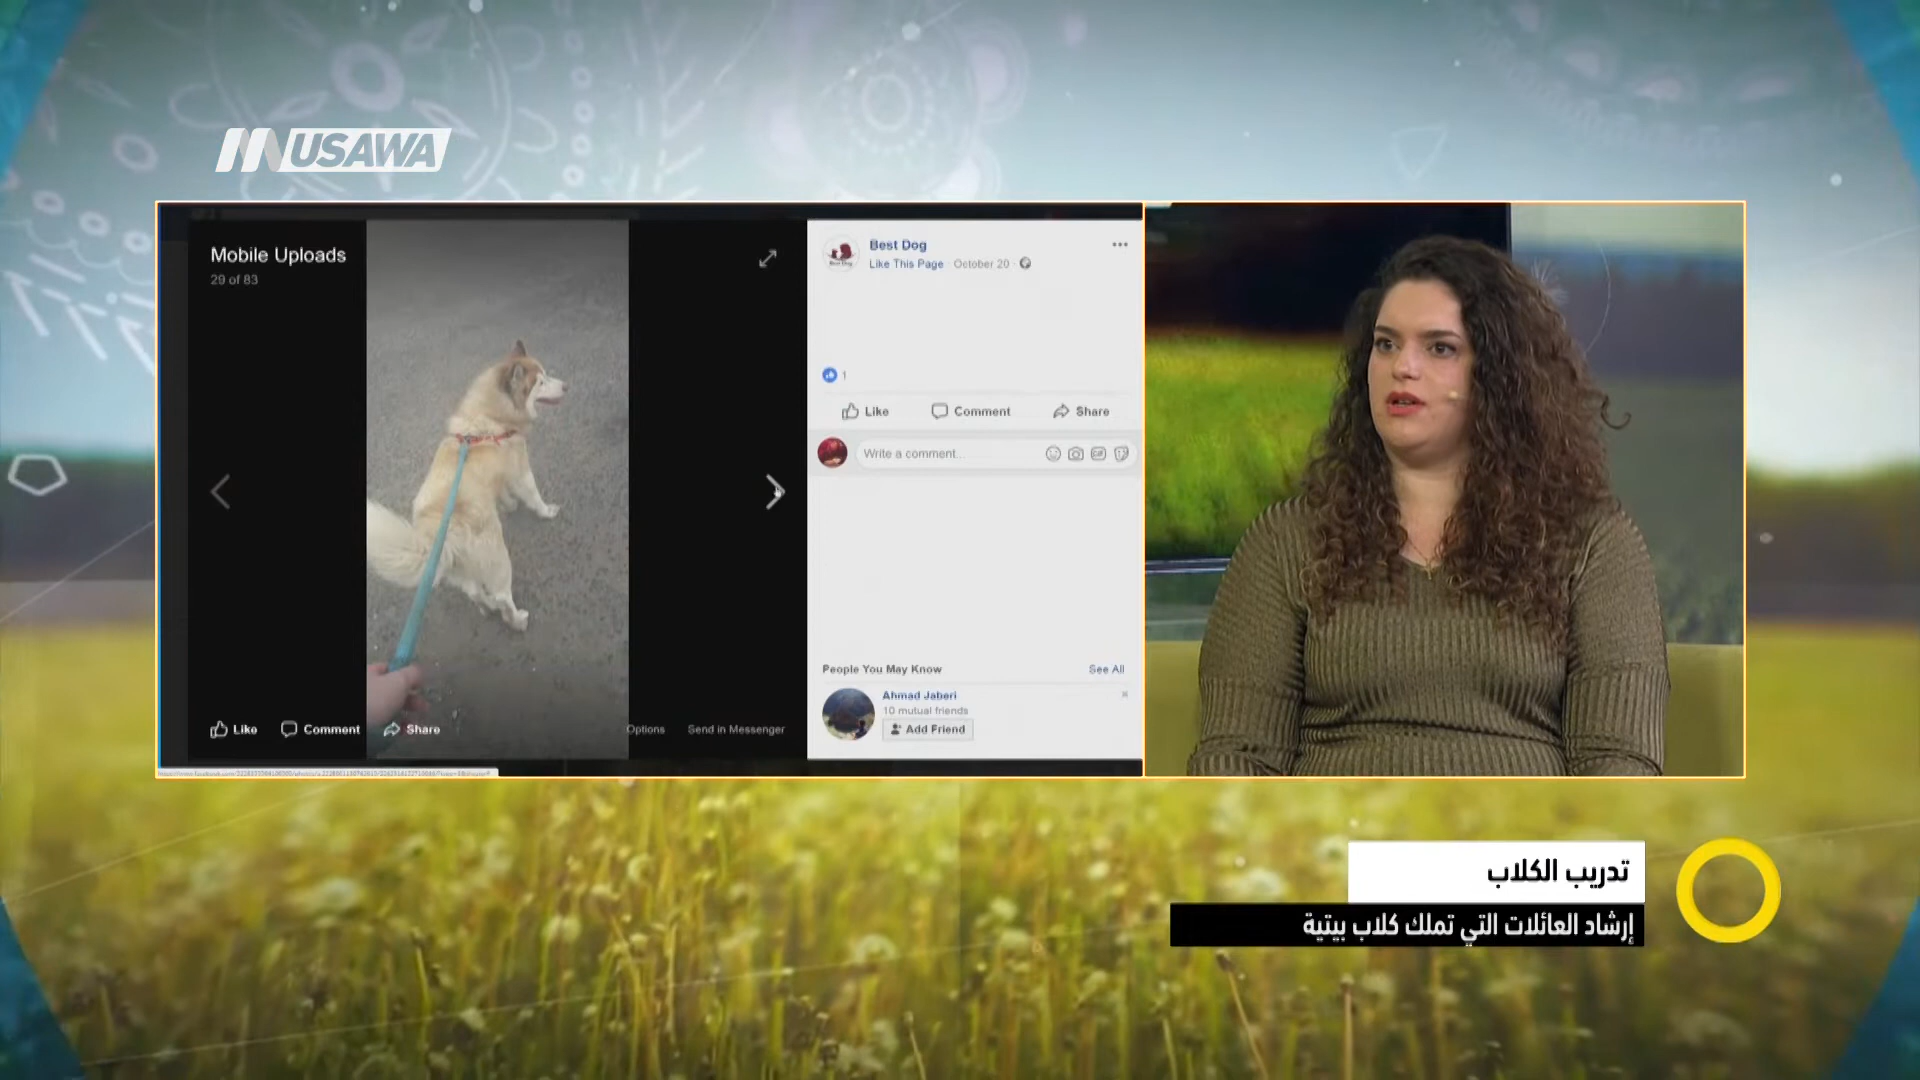 MUSAWA
Mobile Uploads
29 of 83
Best Dog
Like This Page · October 20 ·
1
Like Comment Share
Write a comment...
People You May Know
See All
Ahmad Jaberi
10 mutual friends
Add Friend
Like Comment Share
Options
Send in Messenger
تدريب الكلاب
إرشاد العائلات التي تملك كلاب بيتية